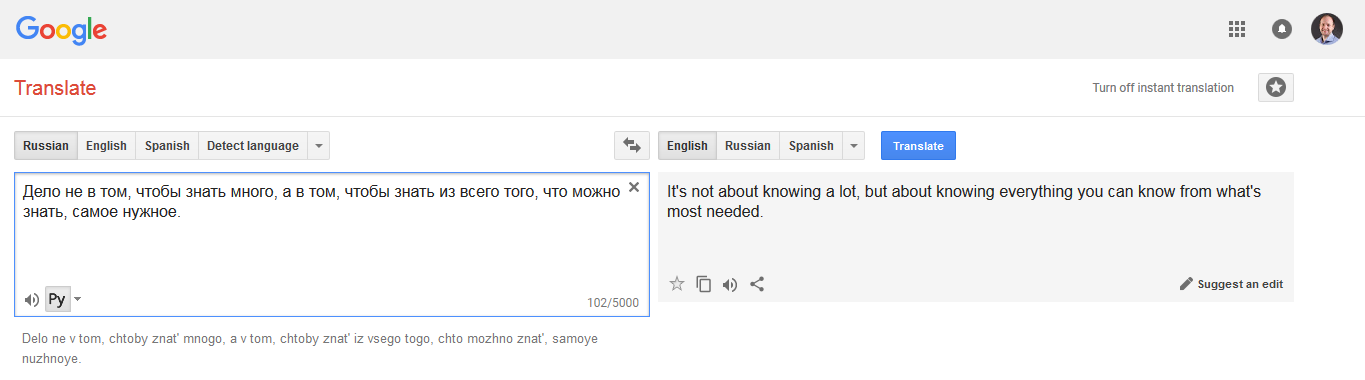 Google
Translate
Turn off instant translation
Russian English Spanish Detect language
English Russian Spanish Translate
Дело не в том, чтобы знать много, а в том, чтобы знать из всего того, что можно
знать, самое нужное.
It's not about knowing a lot, but about knowing everything you can know from what's
most needed.
Ру
102/5000
Suggest an edit
Delo ne v tom, chtoby znat' mnogo, a v tom, chtoby znat' iz vsego togo, chto mozhno znat', samoye
nuzhnoye.